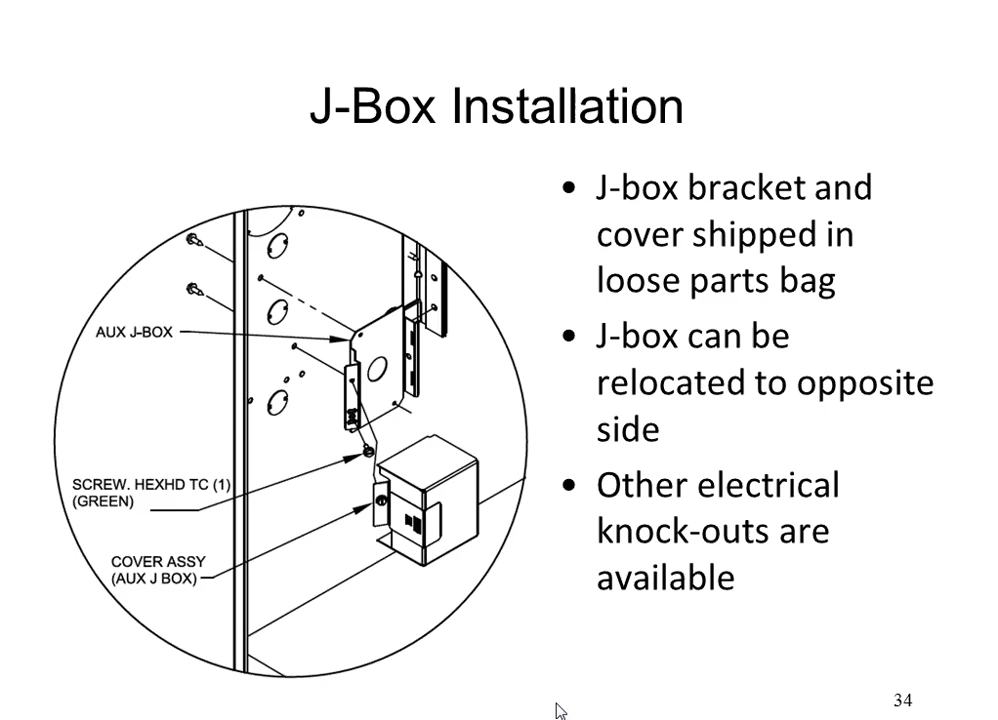 J-Box Installation
AUX J-BOX
SCREW. HEXHD TC (1)
(GREEN)
COVER ASSY
(AUX J BOX)
• J-box bracket and
cover shipped in
loose parts bag
• J-box can be
relocated to opposite
side
• Other electrical
knock-outs are
available
34